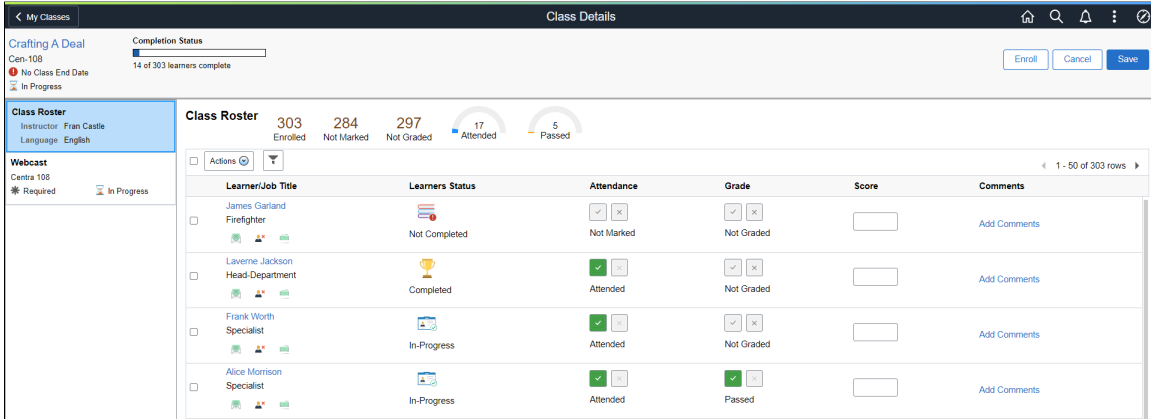 My Classes
Class Details
Crafting A Deal
Cen-108
No Class End Date
In Progress
Completion Status
14 of 303 learners complete
Enroll
Cancel
Save
Class Roster
Instructor Fran Castle
Language English
Webcast
Centra 108
Required In Progress
Class Roster
303
Enrolled
284
Not Marked
297
Not Graded
17
Attended
5
Passed
Actions
1 - 50 of 303 rows
Learner/Job Title Learners Status Attendance Grade Score Comments
James Garland
Firefighter
Not Completed
Not Marked
Not Graded
Add Comments
Laverne Jackson
Head-Department
Completed
Attended
Not Graded
Add Comments
Frank Worth
Specialist
In-Progress
Attended
Not Graded
Add Comments
Alice Morrison
Specialist
In-Progress
Attended
Passed
Add Comments